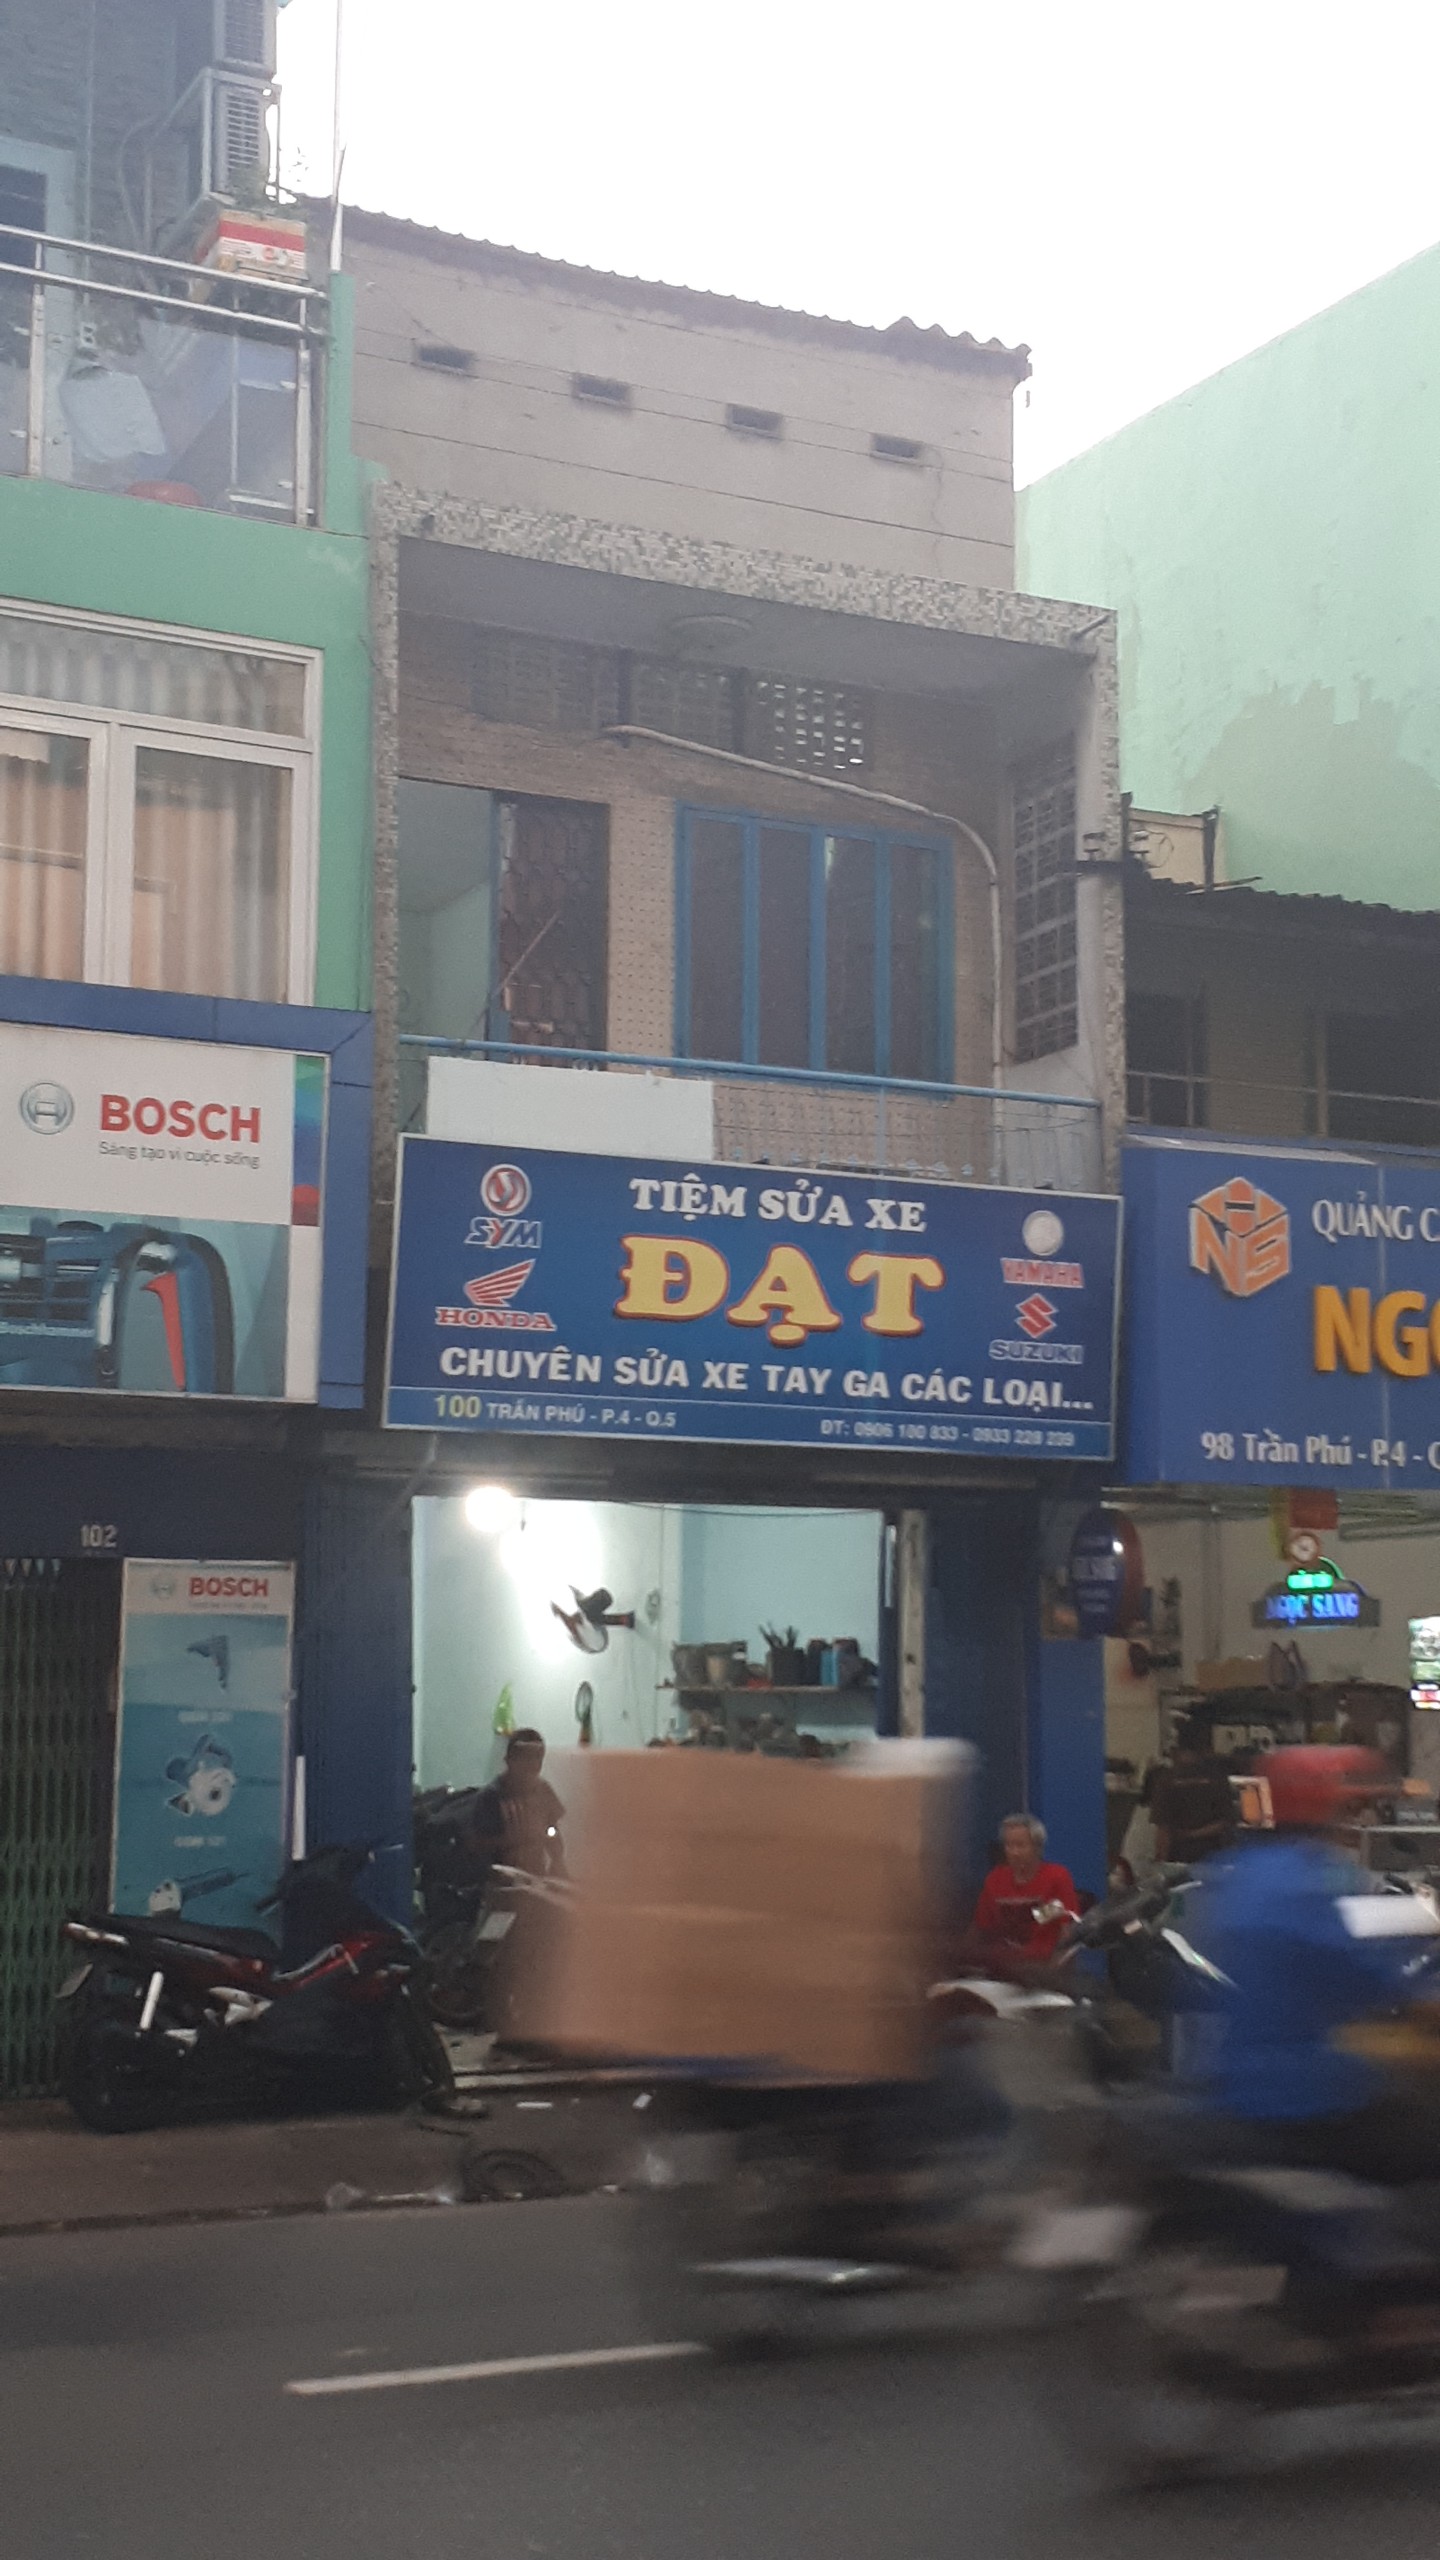 BOSCH
Sáng tạo vì cuộc sống
SYM
HONDA
TIỆM SỬA XE
ĐẠT
YAMAHA
SUZUKI
CHUYÊN SỬA XE TAY GA CÁC LOẠI...
100 TRẦN PHÚ - P.4 - Q.5
ĐT: 0906 100 833 - 0933 228 239
NS
QUẢNG C
NGỌ
98 Trần Phú - P.4 - Q
102
BOSCH
NGỌC SANG